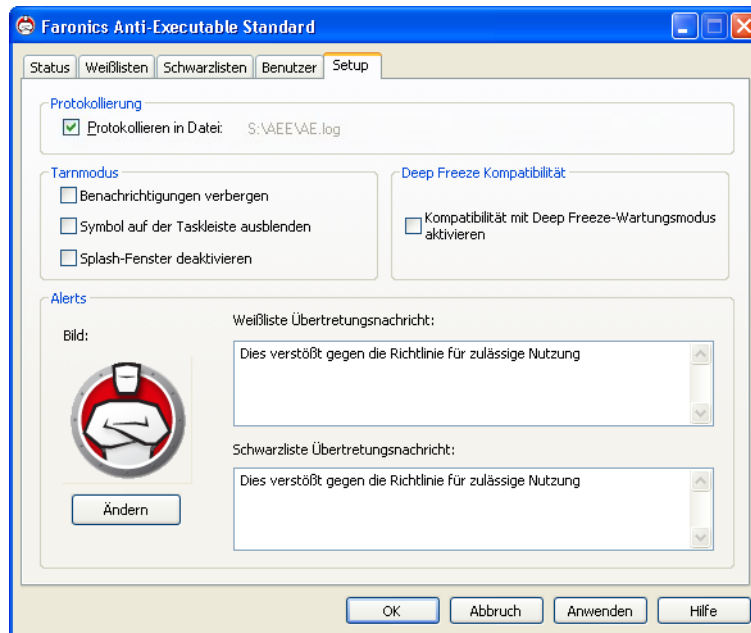 Faronics Anti-Executable Standard
Status Weißlisten Schwarzlisten Benutzer Setup
Protokollierung
Protokollieren in Datei: S:\AEE\AE.log
Tarnmodus
Benachrichtigungen verbergen
Symbol auf der Taskleiste ausblenden
Splash-Fenster deaktivieren
Deep Freeze Kompatibilität
Kompatibilität mit Deep Freeze-Wartungsmodus
aktivieren
Alerts
Bild:
Ändern
Weißliste Übertretungsnachricht:
Dies verstößt gegen die Richtlinie für zulässige Nutzung
Schwarzliste Übertretungsnachricht:
Dies verstößt gegen die Richtlinie für zulässige Nutzung
OK Abbruch Anwenden Hilfe